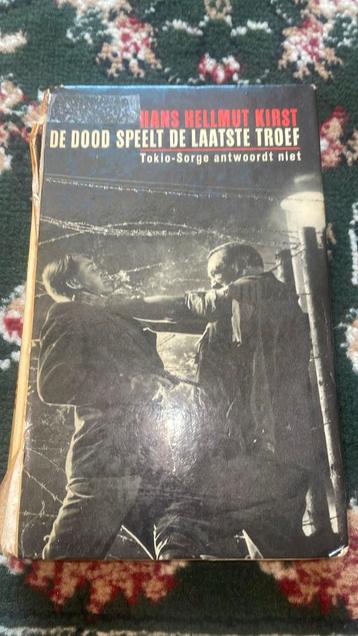 HANS HELLMUT KIRST
DE DOOD SPEELT DE LAATSTE TROEF
Tokio-Sorge antwoordt niet